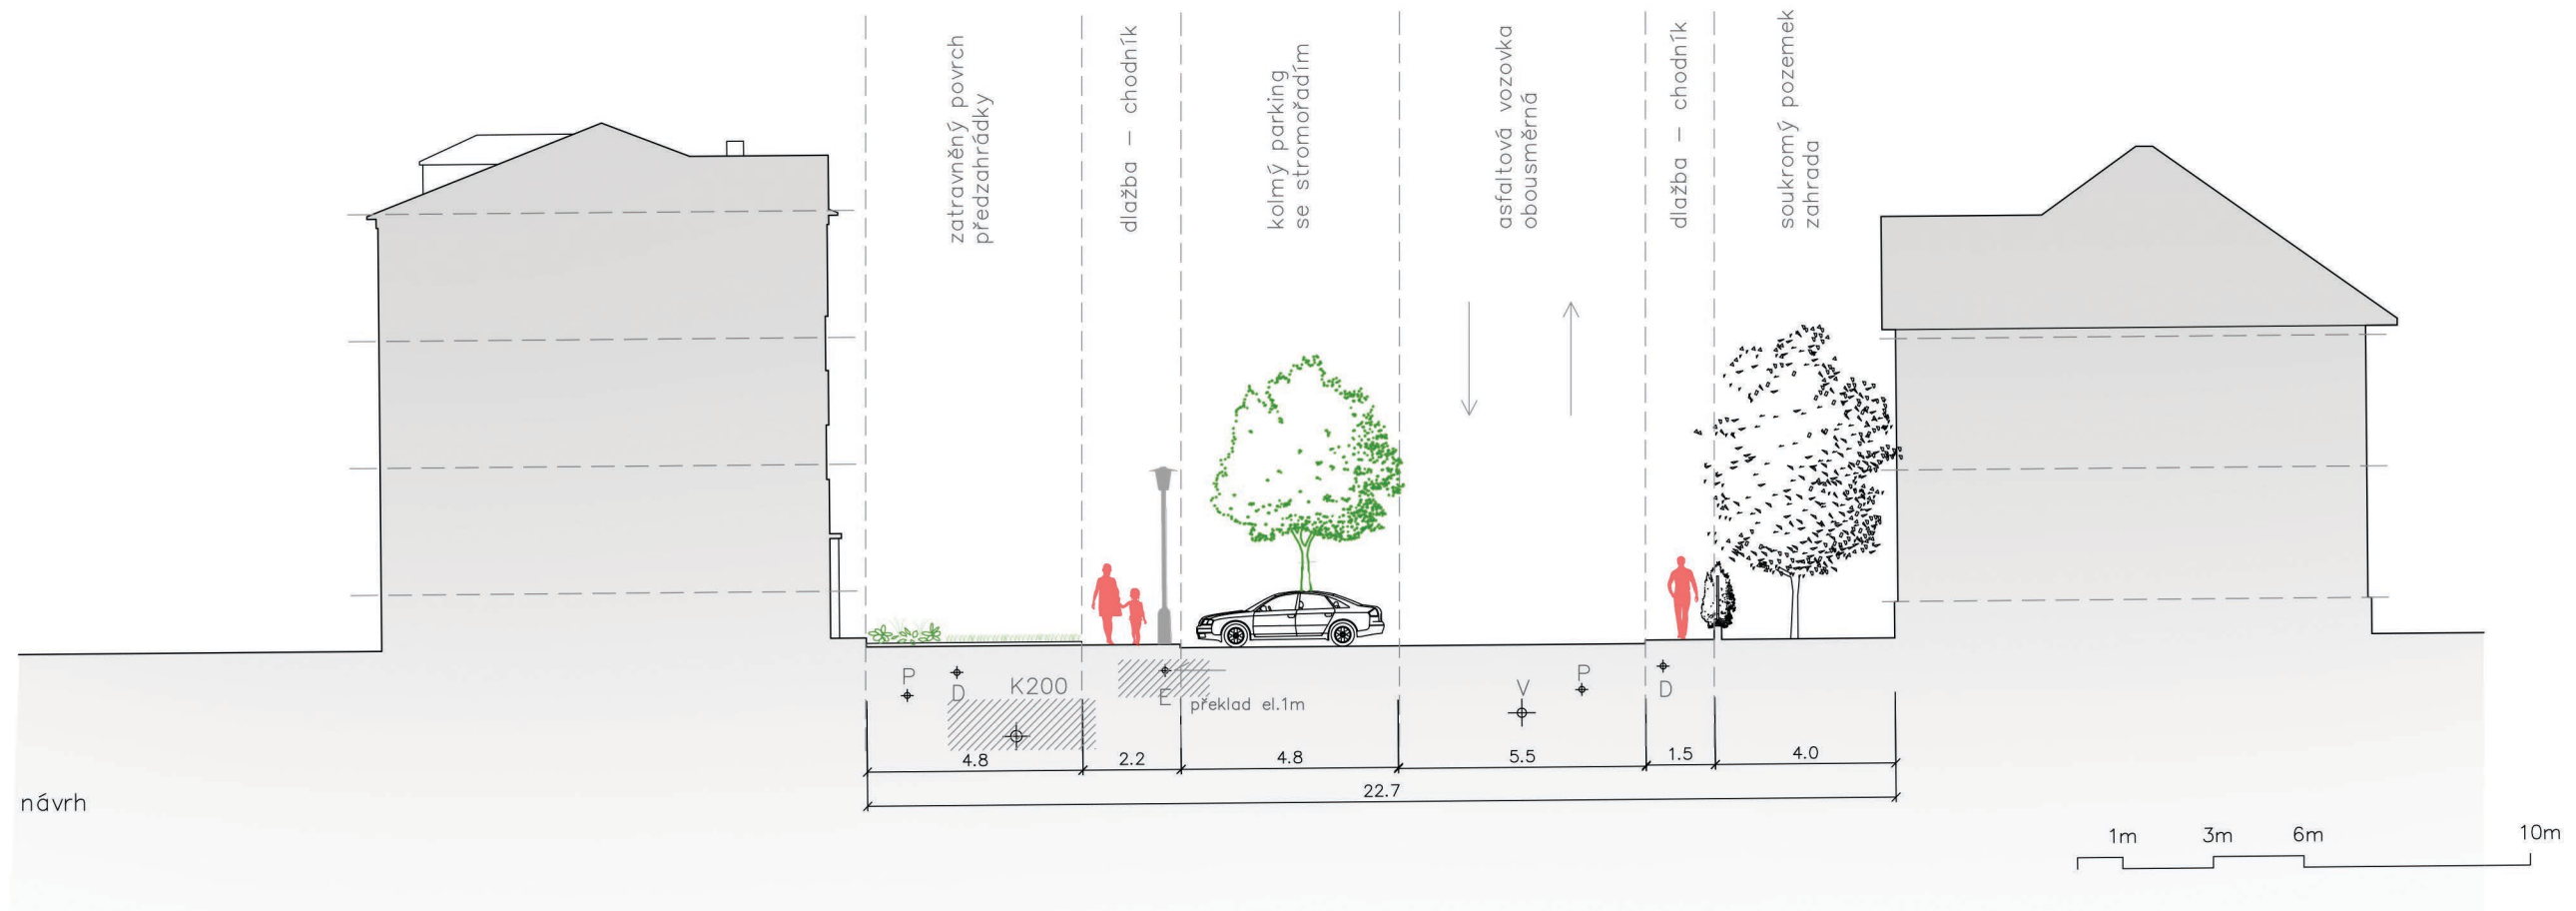 zatravněný povrch
předzahrádky
dlažba – chodník
kolmý parking
se stromořadím
asfaltová vozovka
obousměrná
dlažba – chodník
soukromý pozemek
zahrada
P
D
K200
E
překlad el.1m
V
P
D
4.8
2.2
4.8
5.5
1.5
4.0
22.7
návrh
1m
3m
6m
10m